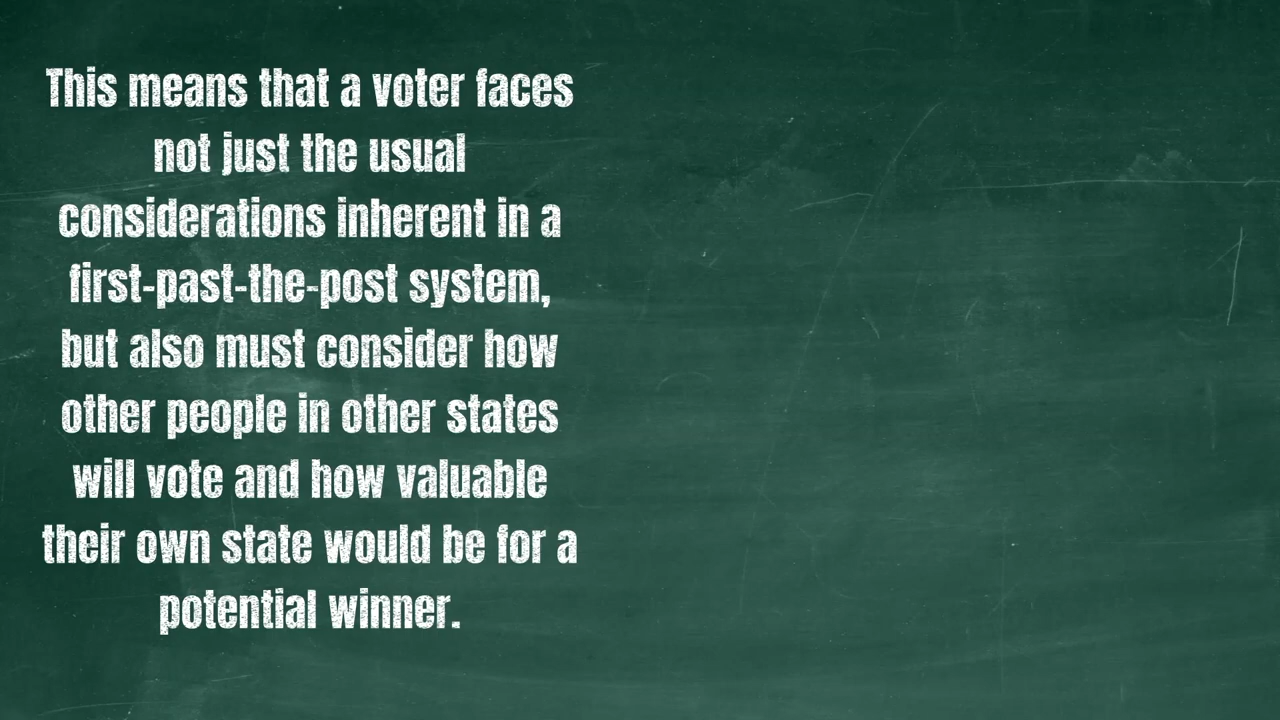 This means that a voter faces
not just the usual
considerations inherent in a
first-past-the-post system,
but also must consider how
other people in other states
will vote and how valuable
their own state would be for a
potential winner.